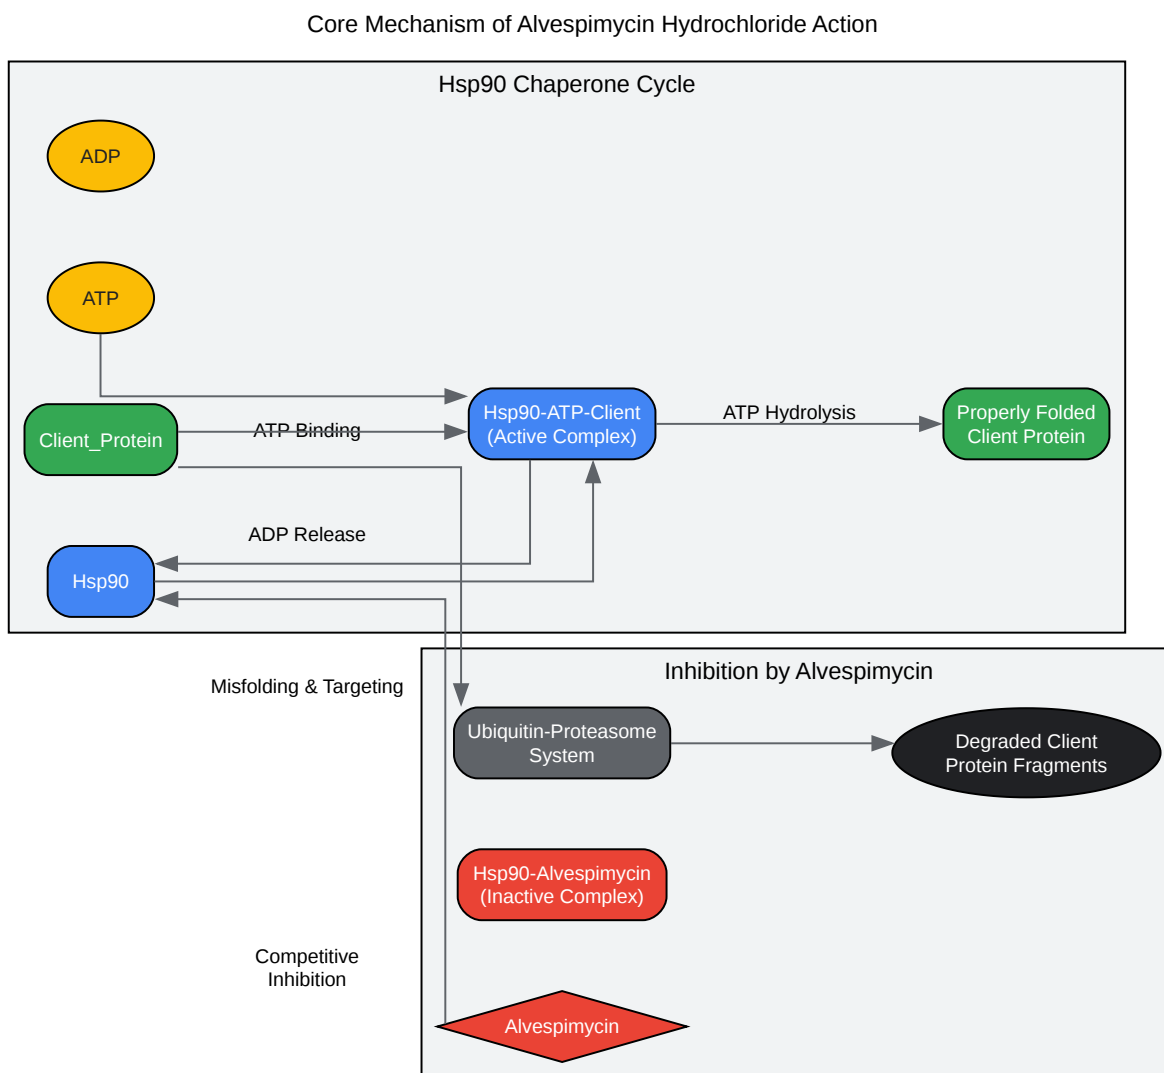 Core Mechanism of Alvespimycin Hydrochloride Action
Hsp90 Chaperone Cycle
ADP
ATP
Client_Protein
ATP Binding
Hsp90-ATP-Client
(Active Complex)
ATP Hydrolysis
Properly Folded
Client Protein
ADP Release
Hsp90
Inhibition by Alvespimycin
Misfolding & Targeting
Ubiquitin-Proteasome
System
Degraded Client
Protein Fragments
Hsp90-Alvespimycin
(Inactive Complex)
Competitive
Inhibition
Alvespimycin